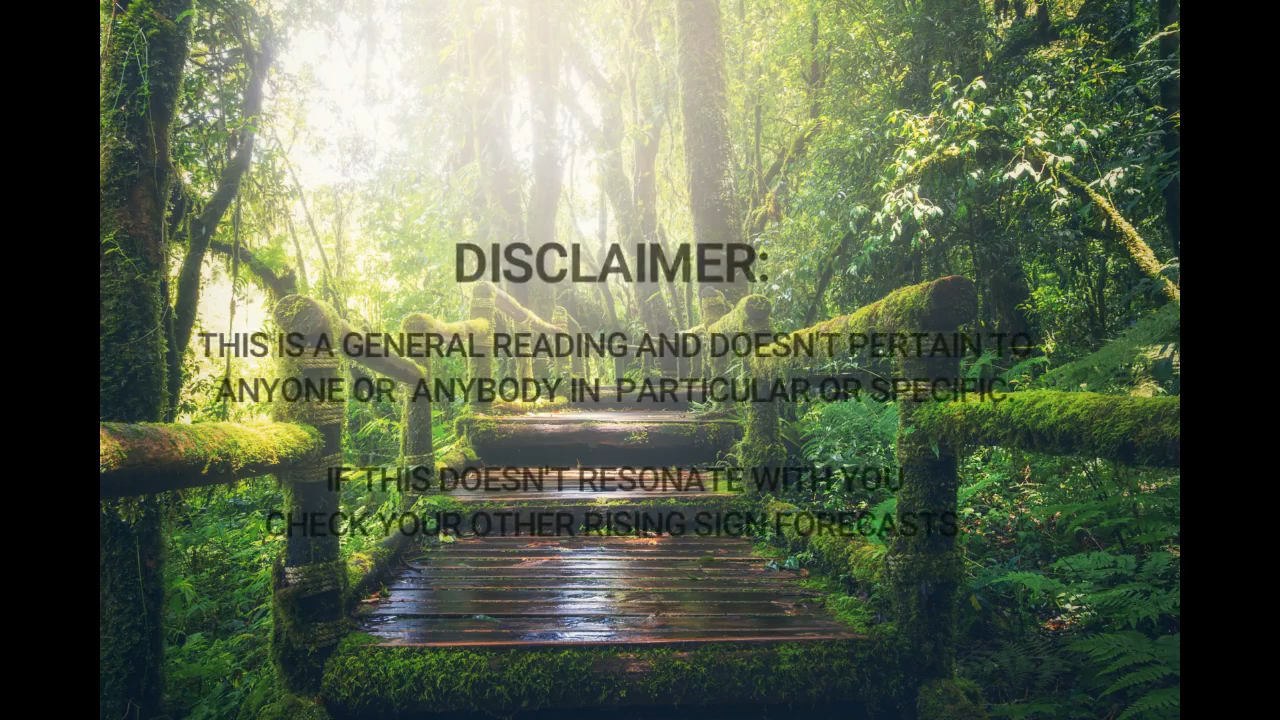 DISCLAIMER:
THIS IS A GENERAL READING AND DOESN'T PERTAIN TO
ANYONE OR ANYBODY IN PARTICULAR OR SPECIFIC.
IF THIS DOESN'T RESONATE WITH YOU
CHECK YOUR OTHER RISING SIGN FORECASTS